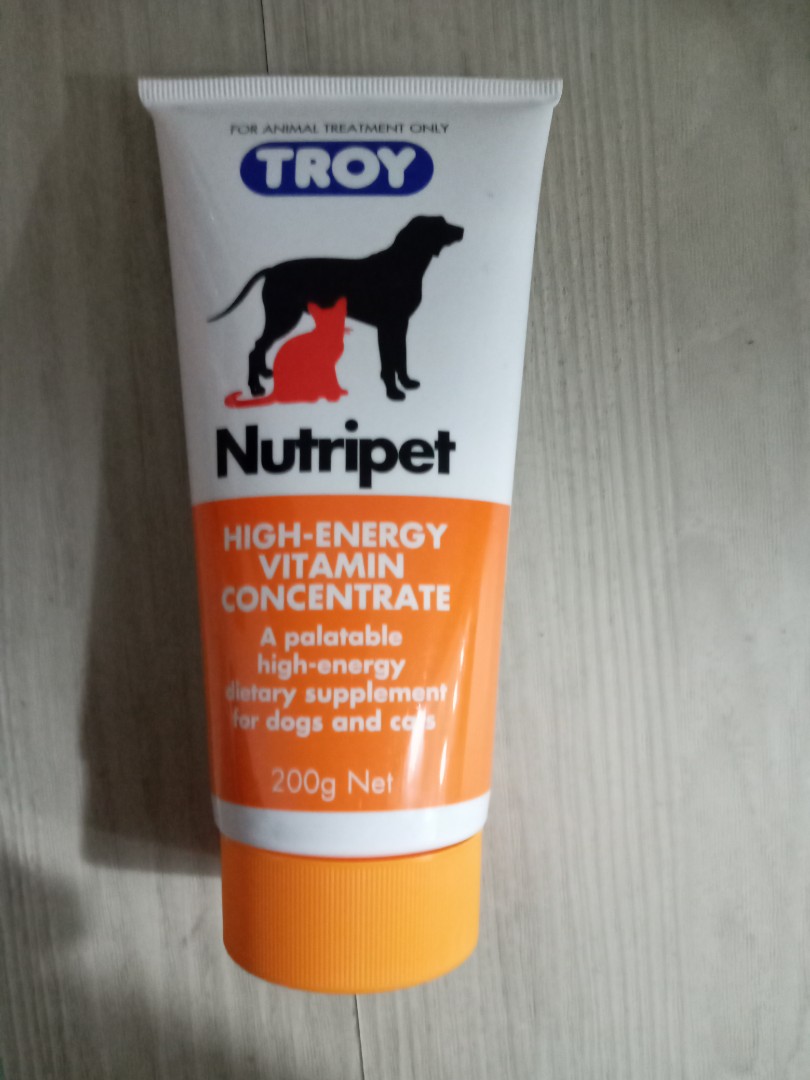 FOR ANIMAL TREATMENT ONLY
TROY
Nutripet
HIGH-ENERGY
VITAMIN
CONCENTRATE
A palatable
high-energy
dietary supplement
for dogs and cats
200g Net